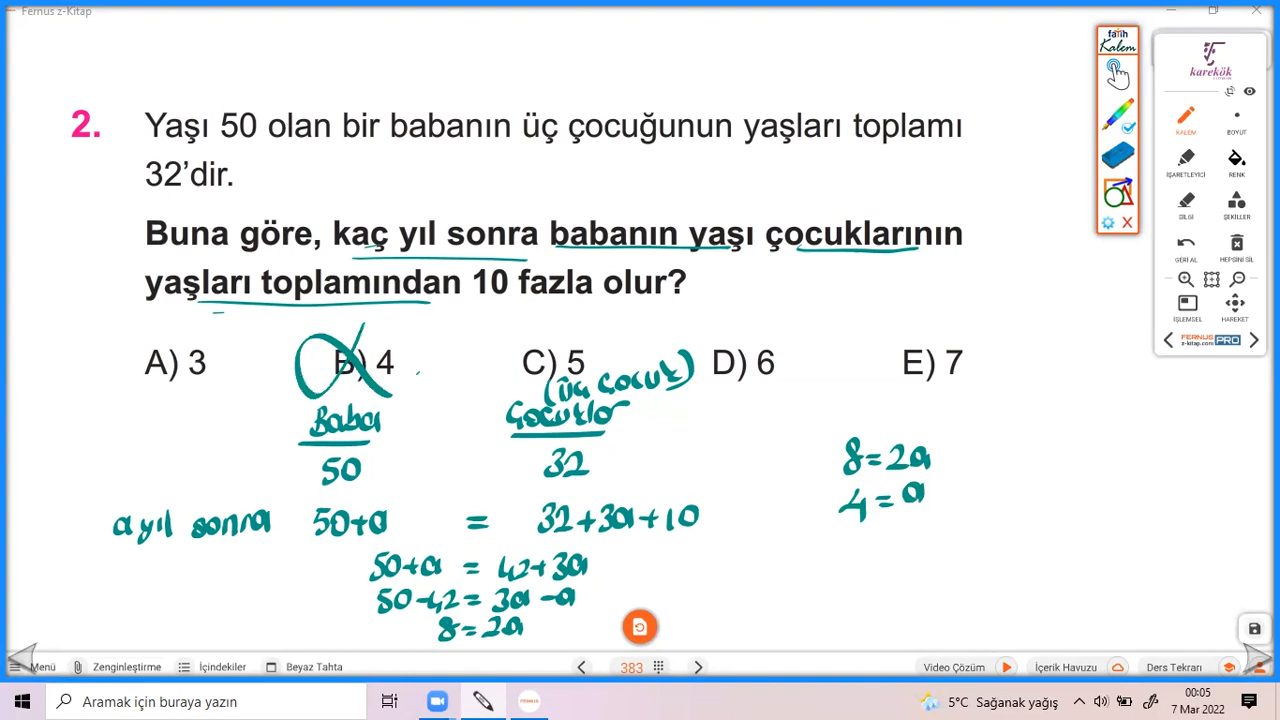 Fernus z-Kitap
fatih
Kalem
karekök
KALEM
BOYUT
İŞARETLEYİCİ
RENK
SİLGİ
ŞEKİLLER
GERİ AL
HEPSİNİ SİL
İŞLEMSEL
HAREKET
FERNUS
z-kitap.com
PRO
2. Yaşı 50 olan bir babanın üç çocuğunun yaşları toplamı
32’dir.
Buna göre, kaç yıl sonra babanın yaşı çocuklarının
yaşları toplamından 10 fazla olur?
A) 3 B) 4 C) 5 D) 6 E) 7
(üç çocuk)
Baba Çocuklar
50 32
a yıl sonra 50+a = 32+3a+10
50+a = 42+3a
50-42 = 3a-a
8=2a
8=2a
4=a
Menü Zenginleştirme İçindekiler Beyaz Tahta 383 Video Çözüm İçerik Havuzu Ders Tekrarı
Aramak için buraya yazın
FERNUS
5°C Sağanak yağış
00:05
7 Mar 2022